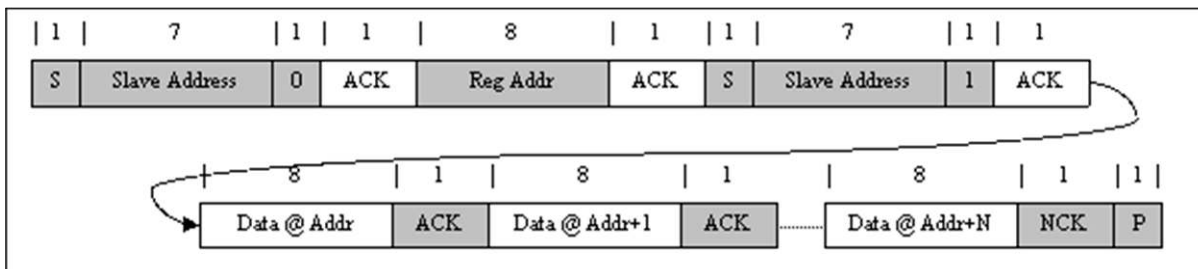 | 1 | 7 | 1 | 1 | 8 | 1 | 1 | 7 | 1 | 1
S Slave Address 0 ACK Reg Addr ACK S Slave Address 1 ACK
| 8 | 1 | 8 | 1 | 8 | 1 | 1 |
Data @ Addr ACK Data @ Addr+1 ACK Data @ Addr+N NCK P